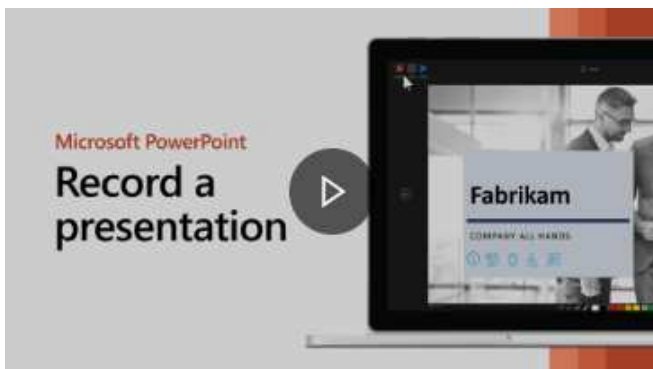 Microsoft PowerPoint
Record a
presentation
Fabrikam
COMPANY ALL HANDS